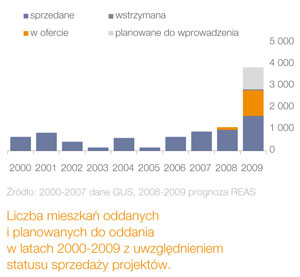 sprzedane
wstrzymana
w ofercie
planowane do wprowadzenia
5 000
4 000
3 000
2 000
1 000
0
2000 2001 2002 2003 2004 2005 2006 2007 2008 2009
Źródło: 2000-2007 dane GUS, 2008-2009 prognoza REAS
Liczba mieszkań oddanych
i planowanych do oddania
w latach 2000-2009 z uwzględnieniem
statusu sprzedaży projektów.